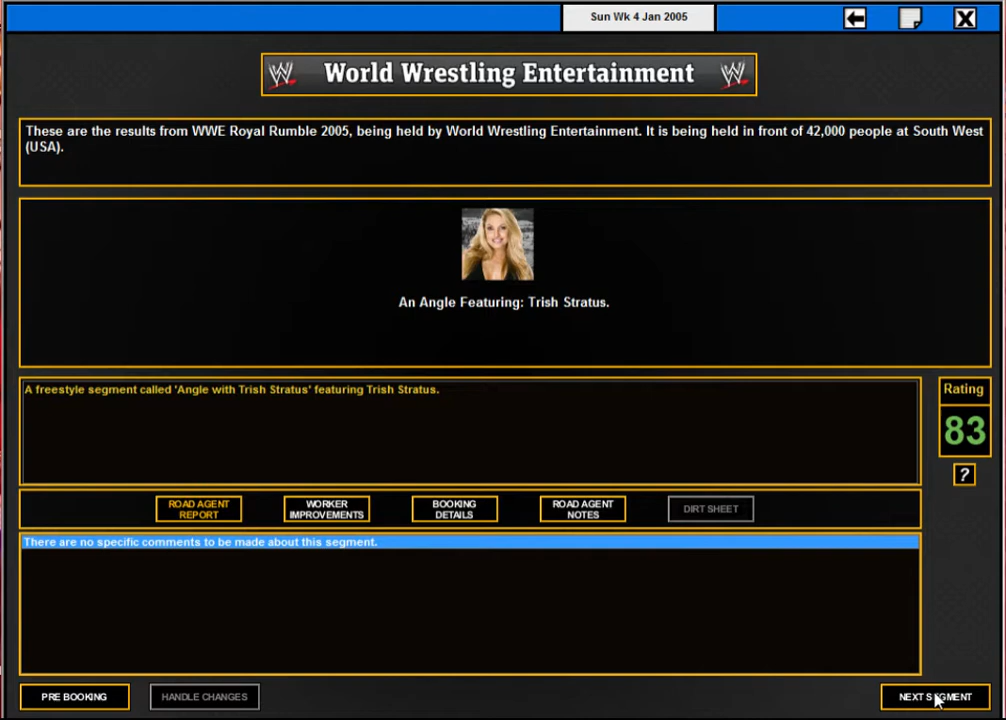 Sun Wk 4 Jan 2005
World Wrestling Entertainment
These are the results from WWE Royal Rumble 2005, being held by World Wrestling Entertainment. It is being held in front of 42,000 people at South West
(USA).
An Angle Featuring: Trish Stratus.
A freestyle segment called 'Angle with Trish Stratus' featuring Trish Stratus.
Rating
83
?
ROAD AGENT
REPORT
WORKER
IMPROVEMENTS
BOOKING
DETAILS
ROAD AGENT
NOTES
DIRT SHEET
There are no specific comments to be made about this segment.
PRE BOOKING
HANDLE CHANGES
NEXT SEGMENT